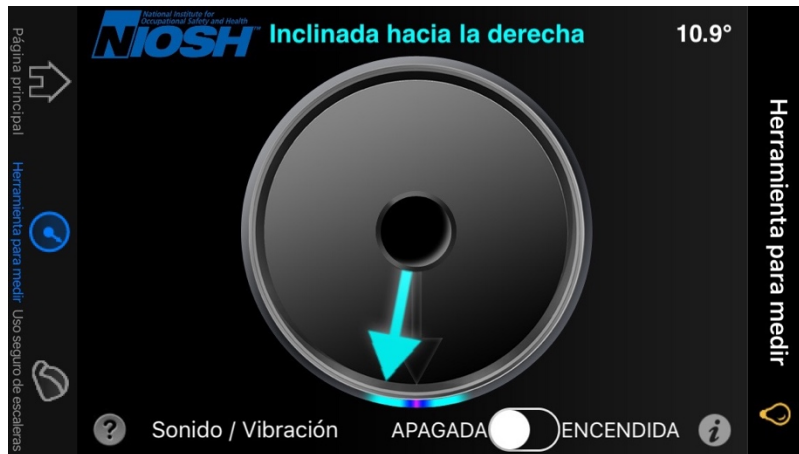 National Institute for
Occupational Safety and Health
NIOSH
Inclinada hacia la derecha
10.9°
Página principal
Herramienta para medir
Uso seguro de escaleras
Herramienta para medir
?
Sonido / Vibración
APAGADA
ENCENDIDA
i